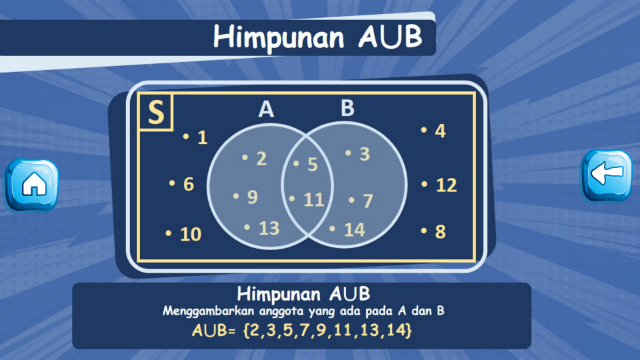 Himpunan AUB
S
A
B
• 1
• 4
• 2
• 5
• 3
• 6
• 12
• 9
• 11
• 7
• 10
• 13
• 14
• 8
Himpunan AUB
Menggambarkan anggota yang ada pada A dan B
AUB= {2,3,5,7,9,11,13,14}